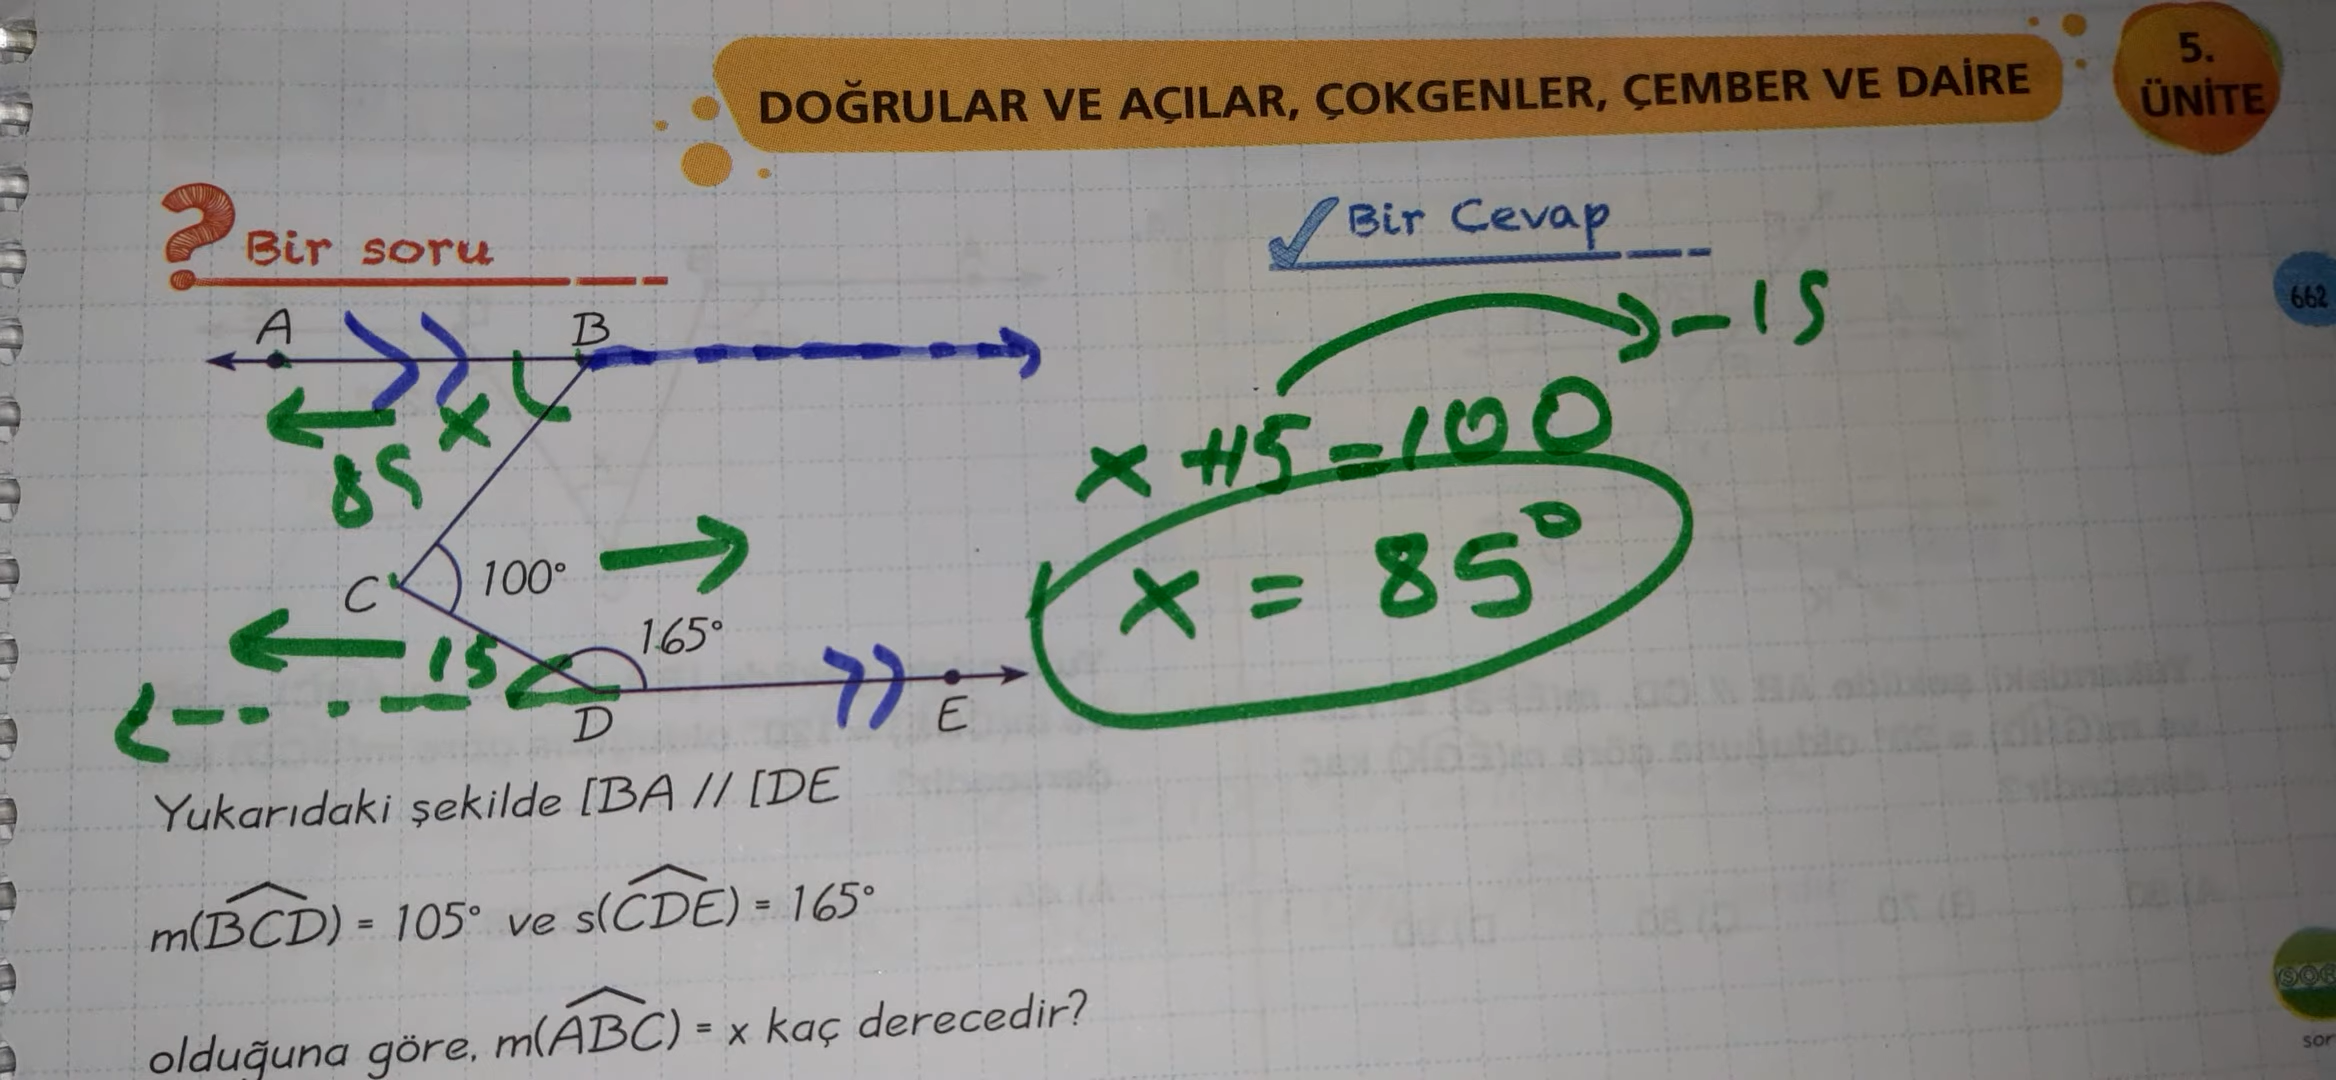 DOĞRULAR VE AÇILAR, ÇOKGENLER, ÇEMBER VE DAİRE
5.
ÜNİTE
? Bir soru
Bir Cevap
662
A
B
x
85
C
100°
165°
15
D
E
-15
x+15=100
x = 85°
Yukarıdaki şekilde [BA // [DE
m(BCD) = 105° ve s(CDE) = 165°
olduğuna göre, m(ABC) = x kaç derecedir?